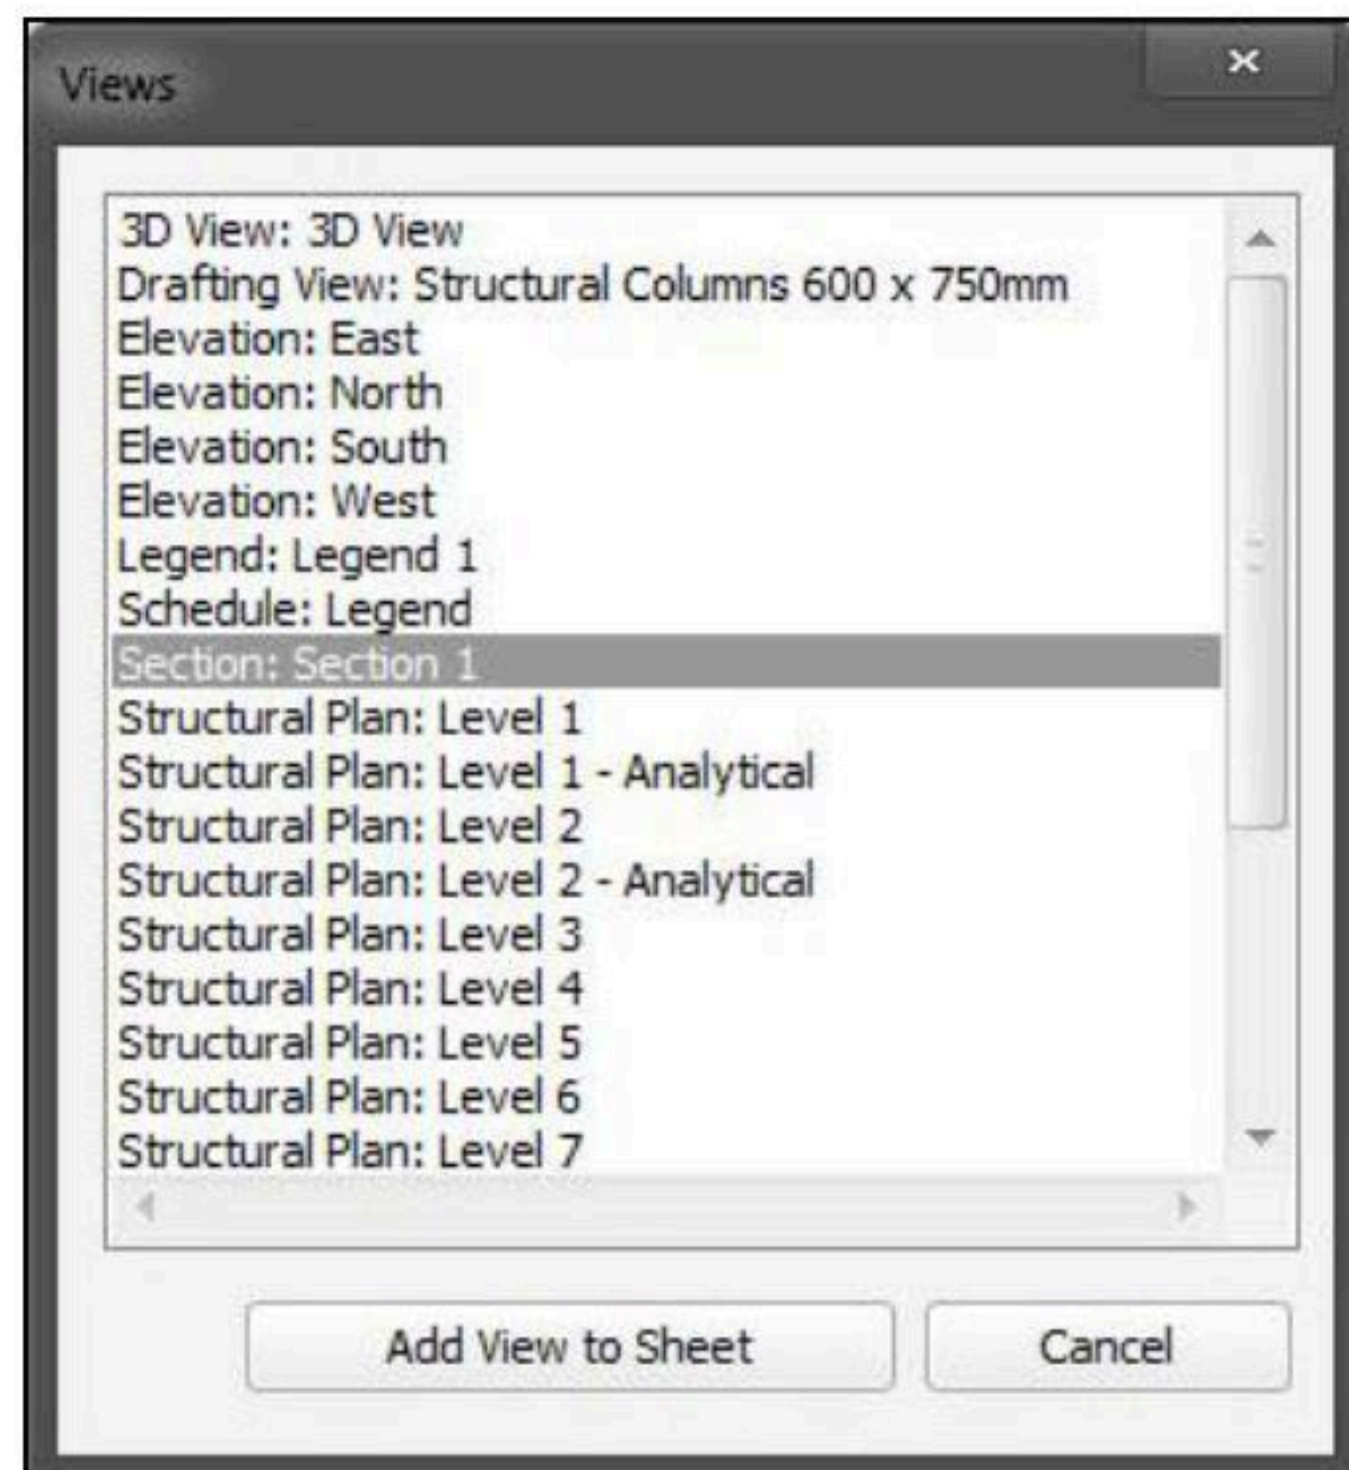 Views
3D View: 3D View
Drafting View: Structural Columns 600 x 750mm
Elevation: East
Elevation: North
Elevation: South
Elevation: West
Legend: Legend 1
Schedule: Legend
Section: Section 1
Structural Plan: Level 1
Structural Plan: Level 1 - Analytical
Structural Plan: Level 2
Structural Plan: Level 2 - Analytical
Structural Plan: Level 3
Structural Plan: Level 4
Structural Plan: Level 5
Structural Plan: Level 6
Structural Plan: Level 7
Add View to Sheet
Cancel